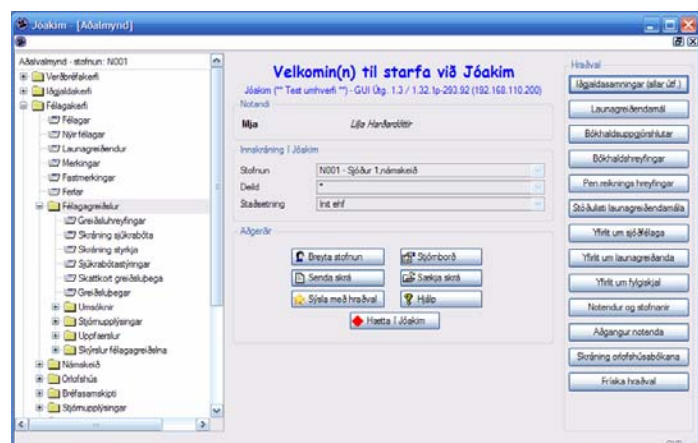 Jóakim - [Aðalmynd]
Aðalvalmynd - stofnun: N001
Verðbréfakerfi
Iðgjaldakerfi
Félagakerfi
Félagar
Nýir félagar
Launagreiðendur
Merkingar
Fastmerkingar
Ferlar
Félagagreiðslur
Greiðsluhreyfingar
Skráning sjúkrabóta
Skráning styrkja
Sjúkrabótastýringar
Skattkort greiðsluþega
Greiðsluþegar
Umsóknir
Stjórnupplýsingar
Uppfærslur
Skýrslur félagagreiðslna
Námskeið
Orlofshús
Bréfasamskipti
Stjórnupplýsingar
Velkomin(n) til starfa við Jóakim
Jóakim (** Test umhverfi **) - GUI Útg. 1.3 / 1.32.1p-293.92 (192.168.110.200)
Notandi
lilja Lilja Harðardóttir
Innskráning í Jóakim
Stofnun N001 - Sjóður 1,námskeið
Deild *
Staðsetning Init ehf
Aðgerðir
Breyta stofnun Stjórnborð
Senda skrá Sækja skrá
Sýsla með hraðval Hjálp
Hætta í Jóakim
Hraðval
Iðgjaldasamningar (allar útf.)
Launagreiðendamál
Bókhaldsuppgjörshlutar
Bókhaldshreyfingar
Pen.reiknings hreyfingar
Stöðulisti launagreiðendamála
Yfirlit um sjóðfélaga
Yfirlit um launagreiðanda
Yfirlit um fylgiskjal
Notendur og stofnanir
Aðgangur notenda
Skráning orlofshúsabókana
Fríska hraðval